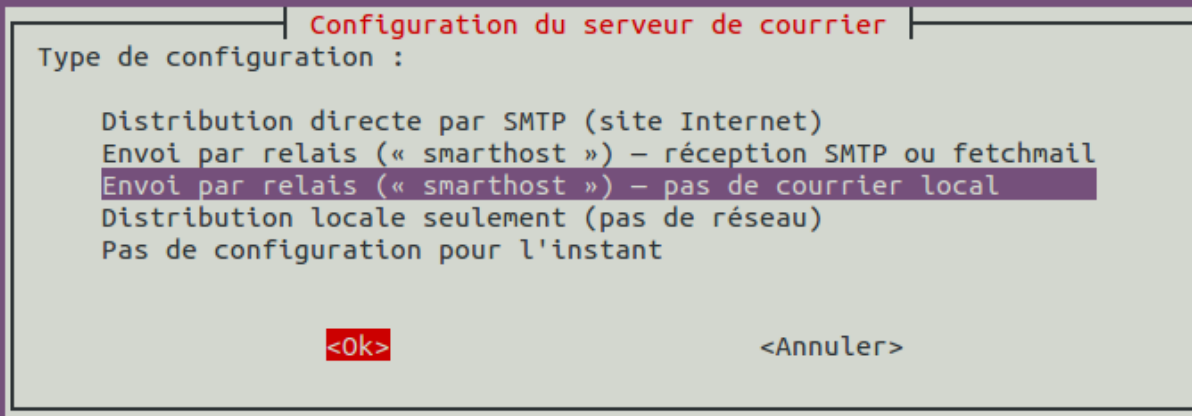 Configuration du serveur de courrier
Type de configuration :
Distribution directe par SMTP (site Internet)
Envoi par relais (« smarthost ») — réception SMTP ou fetchmail
Envoi par relais (« smarthost ») — pas de courrier local
Distribution locale seulement (pas de réseau)
Pas de configuration pour l'instant
<Ok> <Annuler>